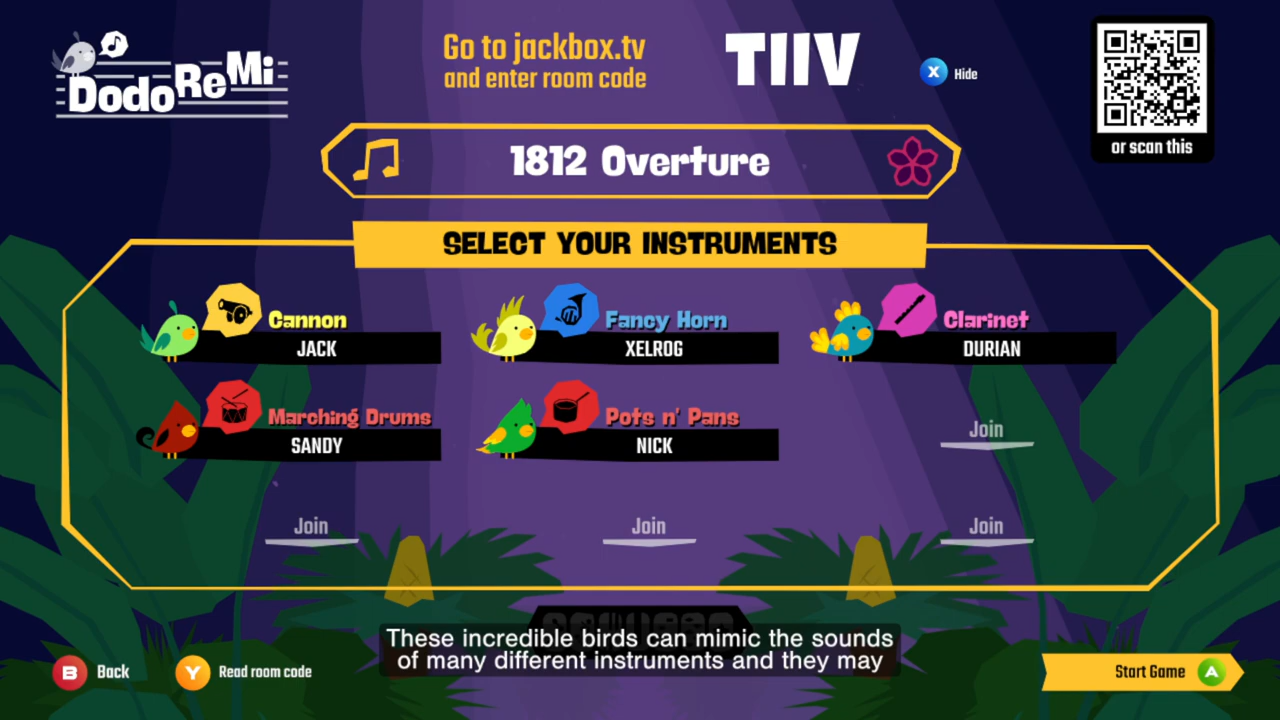 DodoReMi
Go to jackbox.tv
and enter room code
TIIV
X Hide
or scan this
1812 Overture
SELECT YOUR INSTRUMENTS
Cannon
JACK
Fancy Horn
XELROG
Clarinet
DURIAN
Marching Drums
SANDY
Pots n' Pans
NICK
Join
Join
Join
Join
These incredible birds can mimic the sounds
of many different instruments and they may
B Back
Y Read room code
Start Game A